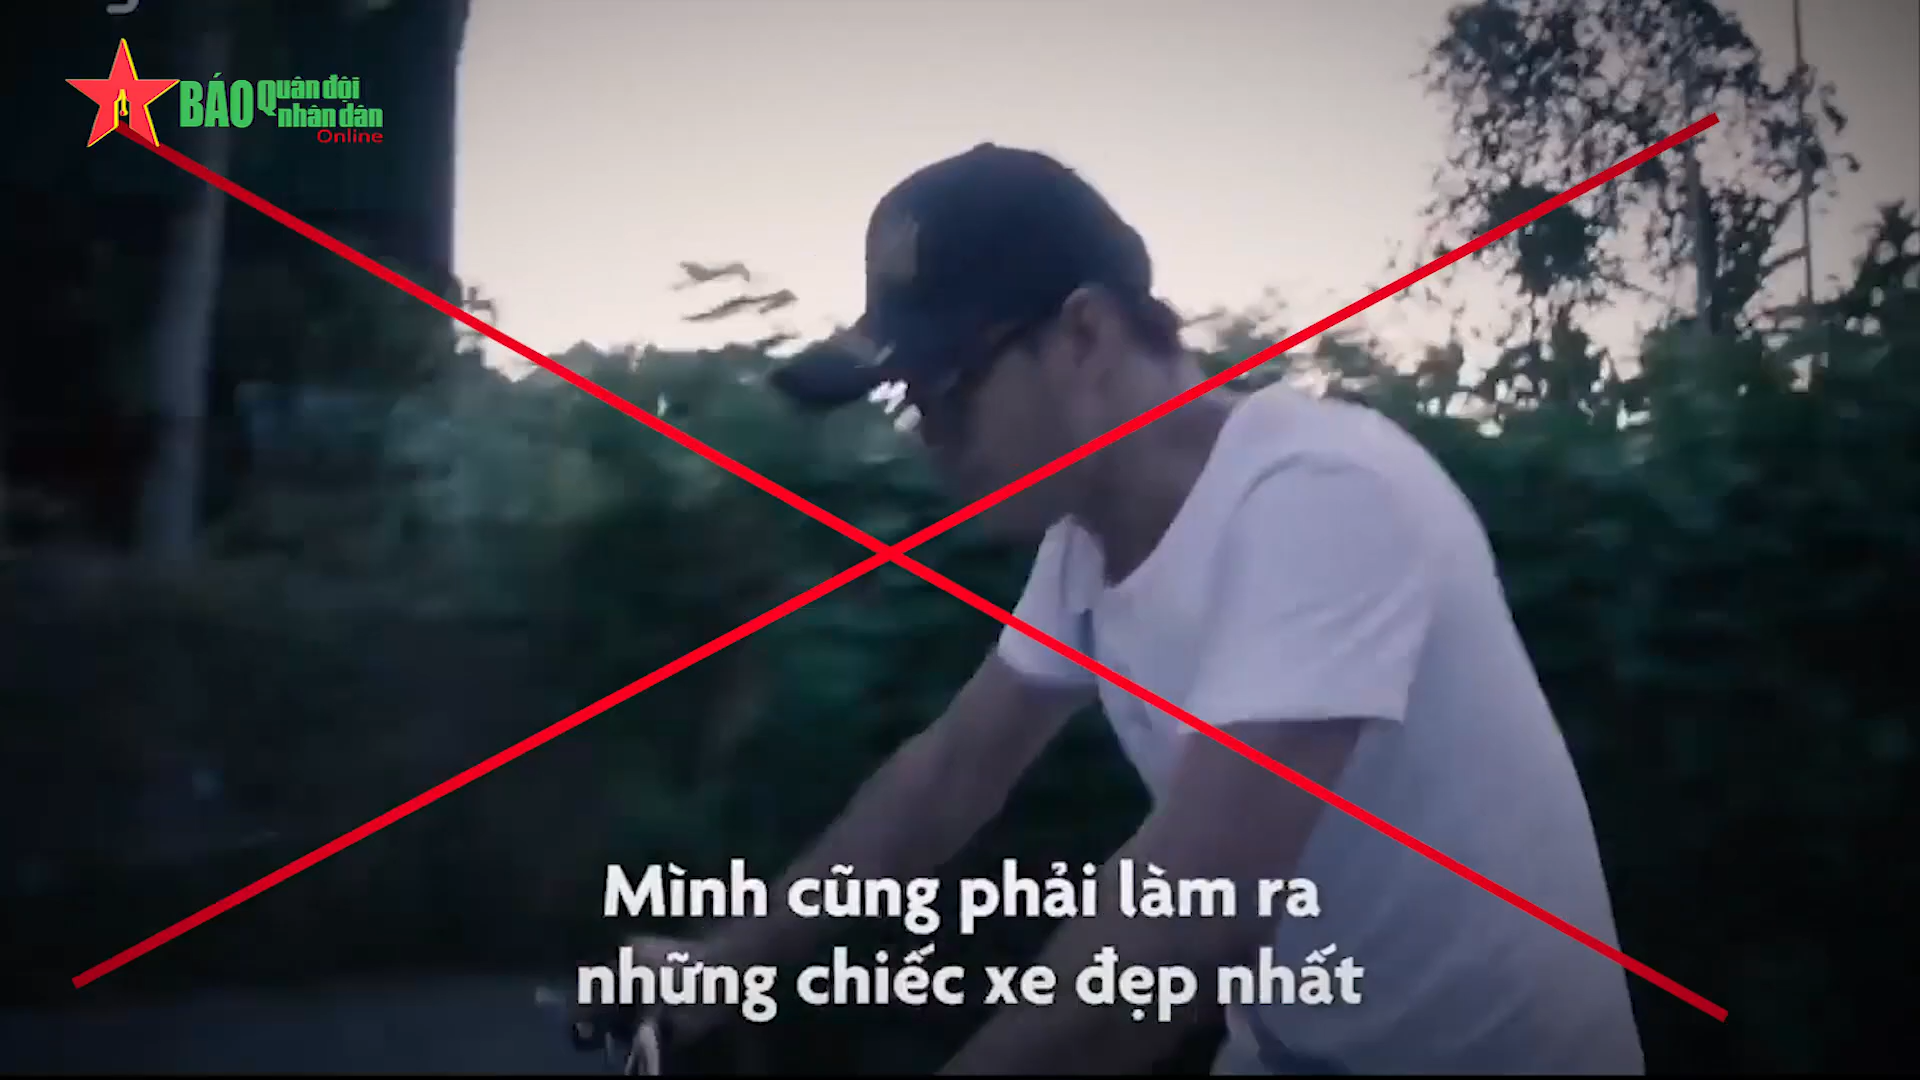 BÁO Quân đội
nhân dân
Online
Mình cũng phải làm ra
những chiếc xe đẹp nhất